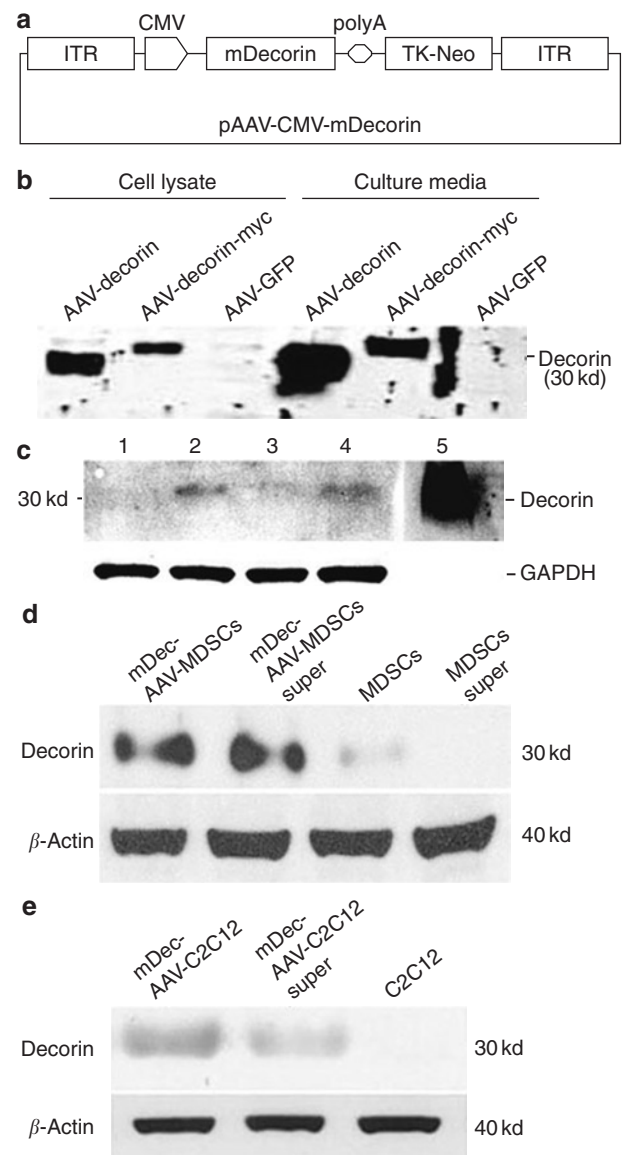 a
CMV
polyA
ITR
mDecorin
TK-Neo
ITR
pAAV-CMV-mDecorin
b
Cell lysate
Culture media
AAV-decorin
AAV-decorin-myc
AAV-GFP
AAV-decorin
AAV-decorin-myc
AAV-GFP
Decorin
(30 kd)
c
1 2 3 4 5
30 kd
Decorin
GAPDH
d
mDec-
AAV-MDSCs
mDec-
AAV-MDSCs
super
MDSCs
MDSCs
super
Decorin
30 kd
β-Actin
40 kd
e
mDec-
AAV-C2C12
mDec-
AAV-C2C12
super
C2C12
Decorin
30 kd
β-Actin
40 kd